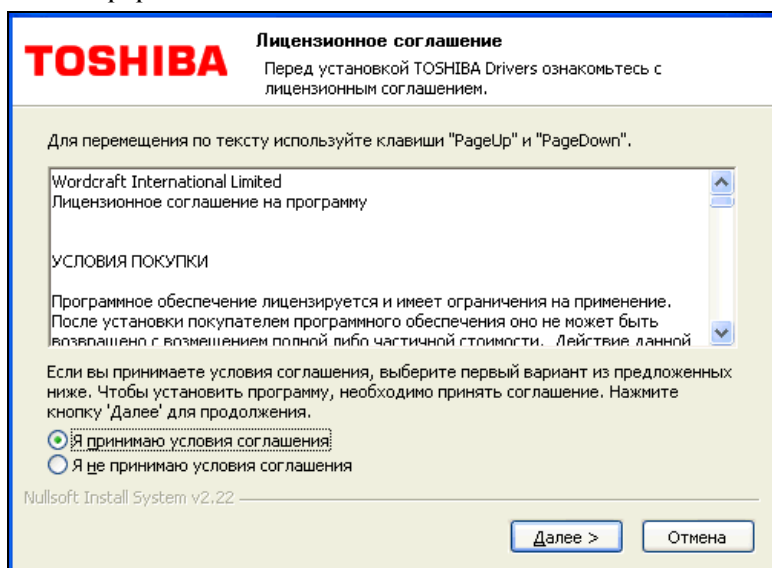 TOSHIBA
Лицензионное соглашение
Перед установкой TOSHIBA Drivers ознакомьтесь с
лицензионным соглашением.
Для перемещения по тексту используйте клавиши "PageUp" и "PageDown".
Wordcraft International Limited
Лицензионное соглашение на программу
УСЛОВИЯ ПОКУПКИ
Программное обеспечение лицензируется и имеет ограничения на применение.
После установки покупателем программного обеспечения оно не может быть
возвращено с возмещением полной либо частичной стоимости. Действие данной
Если вы принимаете условия соглашения, выберите первый вариант из предложенных
ниже. Чтобы установить программу, необходимо принять соглашение. Нажмите
кнопку 'Далее' для продолжения.
Я принимаю условия соглашения
Я не принимаю условия соглашения
Nullsoft Install System v2.22
Далее >
Отмена